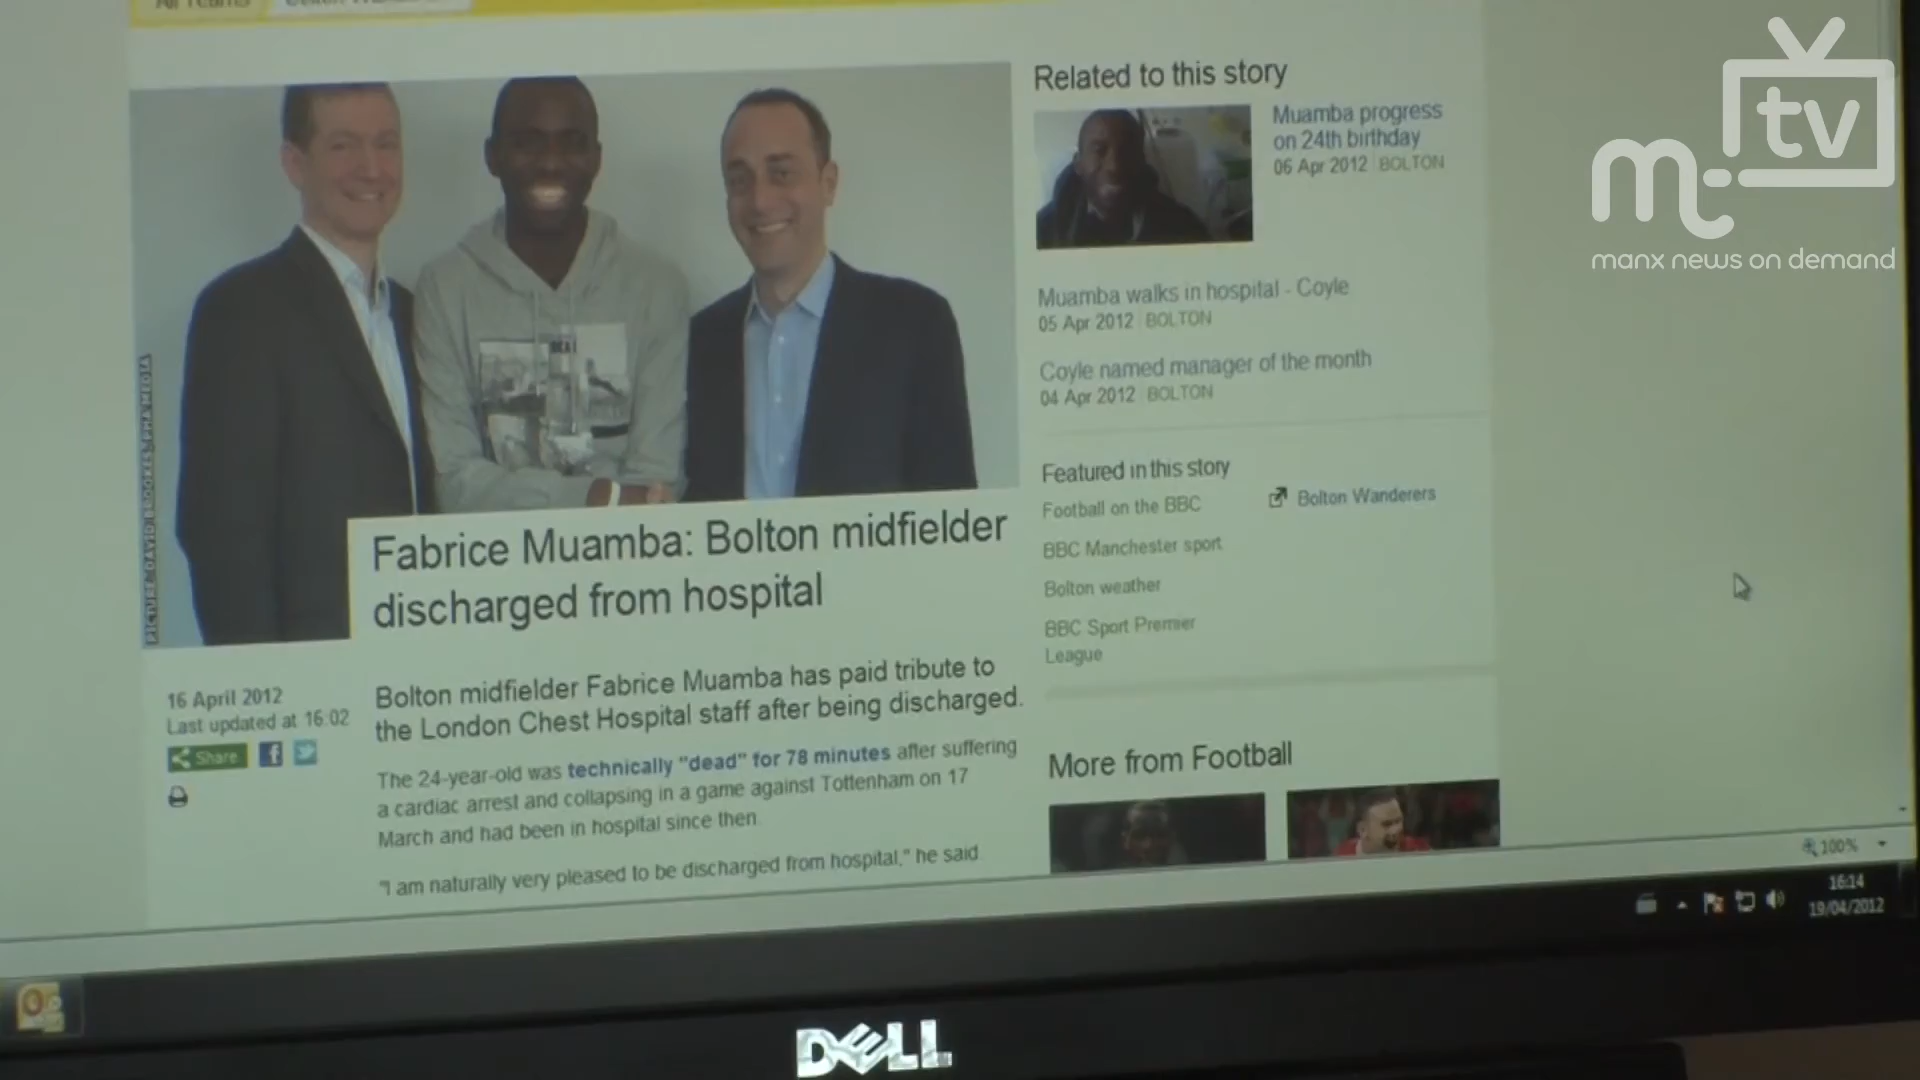 All Teams
Related to this story
Muamba progress
on 24th birthday
06 Apr 2012 BOLTON
Muamba walks in hospital - Coyle
05 Apr 2012 BOLTON
Coyle named manager of the month
04 Apr 2012 BOLTON
Featured in this story
Football on the BBC
Bolton Wanderers
BBC Manchester sport
Bolton weather
BBC Sport Premier
League
More from Football
PICTURE: DAVID BOOKES, PHA MEDIA
Fabrice Muamba: Bolton midfielder
discharged from hospital
16 April 2012
Last updated at 16:02
Share
f
Bolton midfielder Fabrice Muamba has paid tribute to
the London Chest Hospital staff after being discharged.
The 24-year-old was technically "dead" for 78 minutes after suffering
a cardiac arrest and collapsing in a game against Tottenham on 17
March and had been in hospital since then.
"I am naturally very pleased to be discharged from hospital," he said.
100%
16:14
19/04/2012
DELL
m.tv
manx news on demand